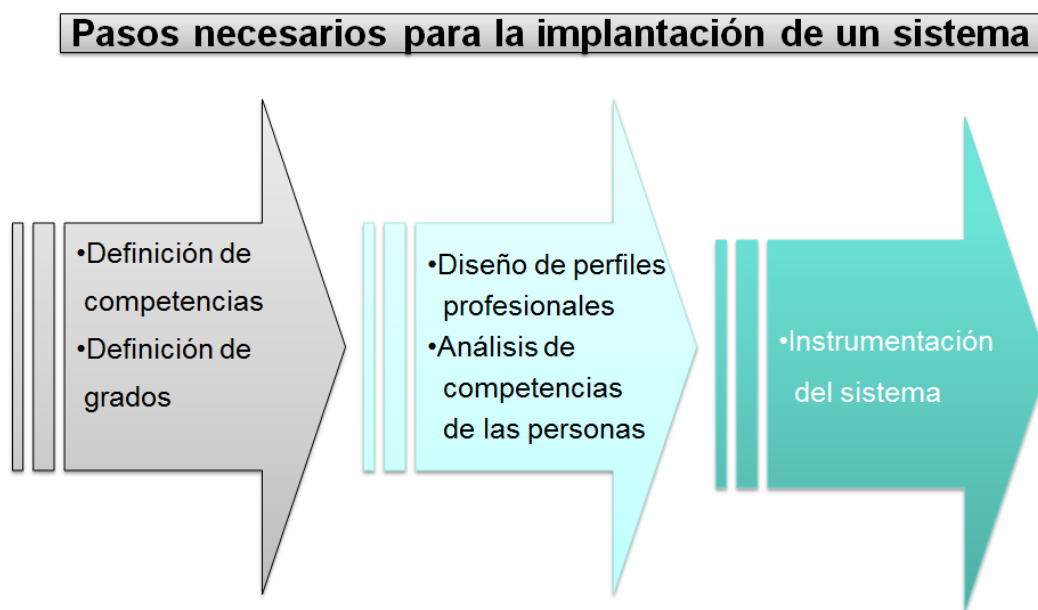 Pasos necesarios para la implantación de un sistema
•Definición de
competencias
•Definición de
grados
•Diseño de perfiles
profesionales
•Análisis de
competencias
de las personas
•Instrumentación
del sistema